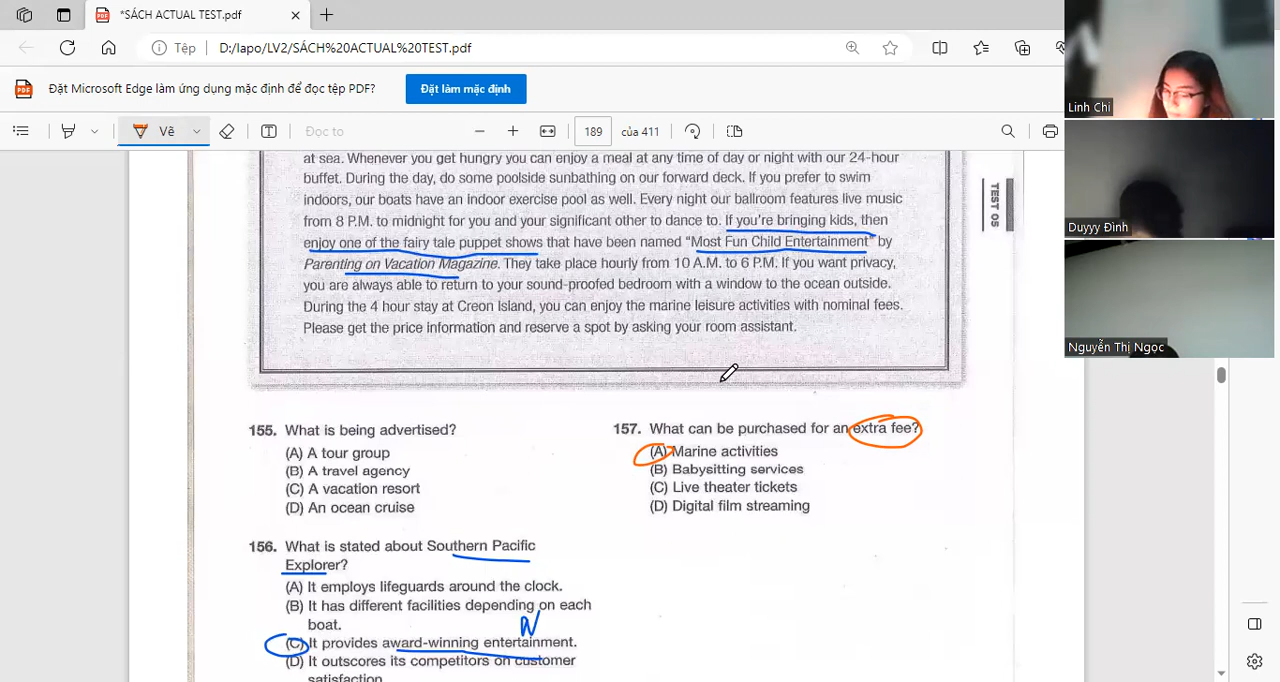 *SÁCH ACTUAL TEST.pdf
Tệp
D:/lapo/LV2/SÁCH%20ACTUAL%20TEST.pdf
Đặt Microsoft Edge làm ứng dụng mặc định để đọc tệp PDF?
Đặt làm mặc định
Vẽ
Đọc to
189
của 411
at sea. Whenever you get hungry you can enjoy a meal at any time of day or night with our 24-hour
buffet. During the day, do some poolside sunbathing on our forward deck. If you prefer to swim
indoors, our boats have an indoor exercise pool as well. Every night our ballroom features live music
from 8 P.M. to midnight for you and your significant other to dance to. If you're bringing kids, then
enjoy one of the fairy tale puppet shows that have been named "Most Fun Child Entertainment" by
Parenting on Vacation Magazine. They take place hourly from 10 A.M. to 6 P.M. If you want privacy,
you are always able to return to your sound-proofed bedroom with a window to the ocean outside.
During the 4 hour stay at Creon Island, you can enjoy the marine leisure activities with nominal fees.
Please get the price information and reserve a spot by asking your room assistant.
TEST 05
155. What is being advertised?
(A) A tour group
(B) A travel agency
(C) A vacation resort
(D) An ocean cruise
156. What is stated about Southern Pacific
Explorer?
(A) It employs lifeguards around the clock.
(B) It has different facilities depending on each
boat.
N
(C) It provides award-winning entertainment.
(D) It outscores its competitors on customer
satisfaction
157. What can be purchased for an extra fee?
(A) Marine activities
(B) Babysitting services
(C) Live theater tickets
(D) Digital film streaming
Linh Chi
Duyyy Đình
Nguyễn Thị Ngọc